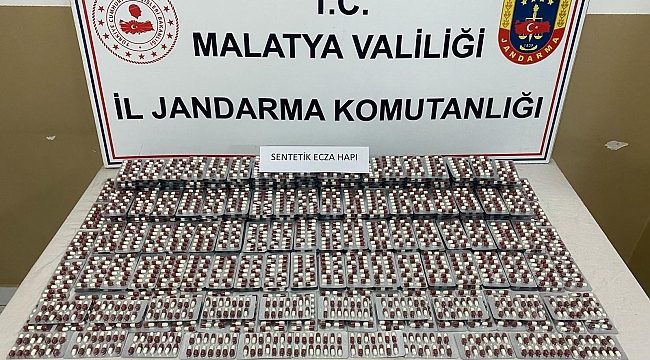 T.C.
MALATYA VALİLİĞİ
İL JANDARMA KOMUTANLIĞI
SENTETİK ECZA HAPI
JANDARMA